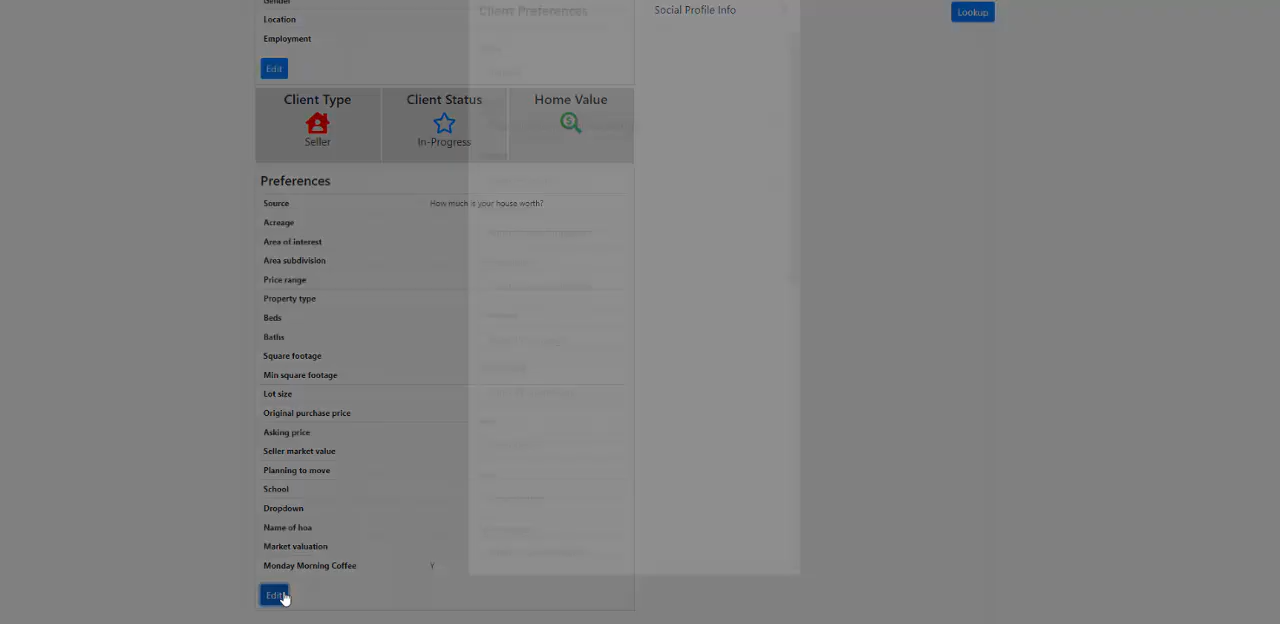 Gender
Location
Employment
Edit
Client Preferences
Social Profile Info
Lookup
Client Type
Seller
Client Status
In-Progress
Home Value
Preferences
Source How much is your house worth?
Acreage
Area of interest
Area subdivision
Price range
Property type
Beds
Baths
Square footage
Min square footage
Lot size
Original purchase price
Asking price
Seller market value
Planning to move
School
Dropdown
Name of hoa
Market valuation
Monday Morning Coffee Y
Edit